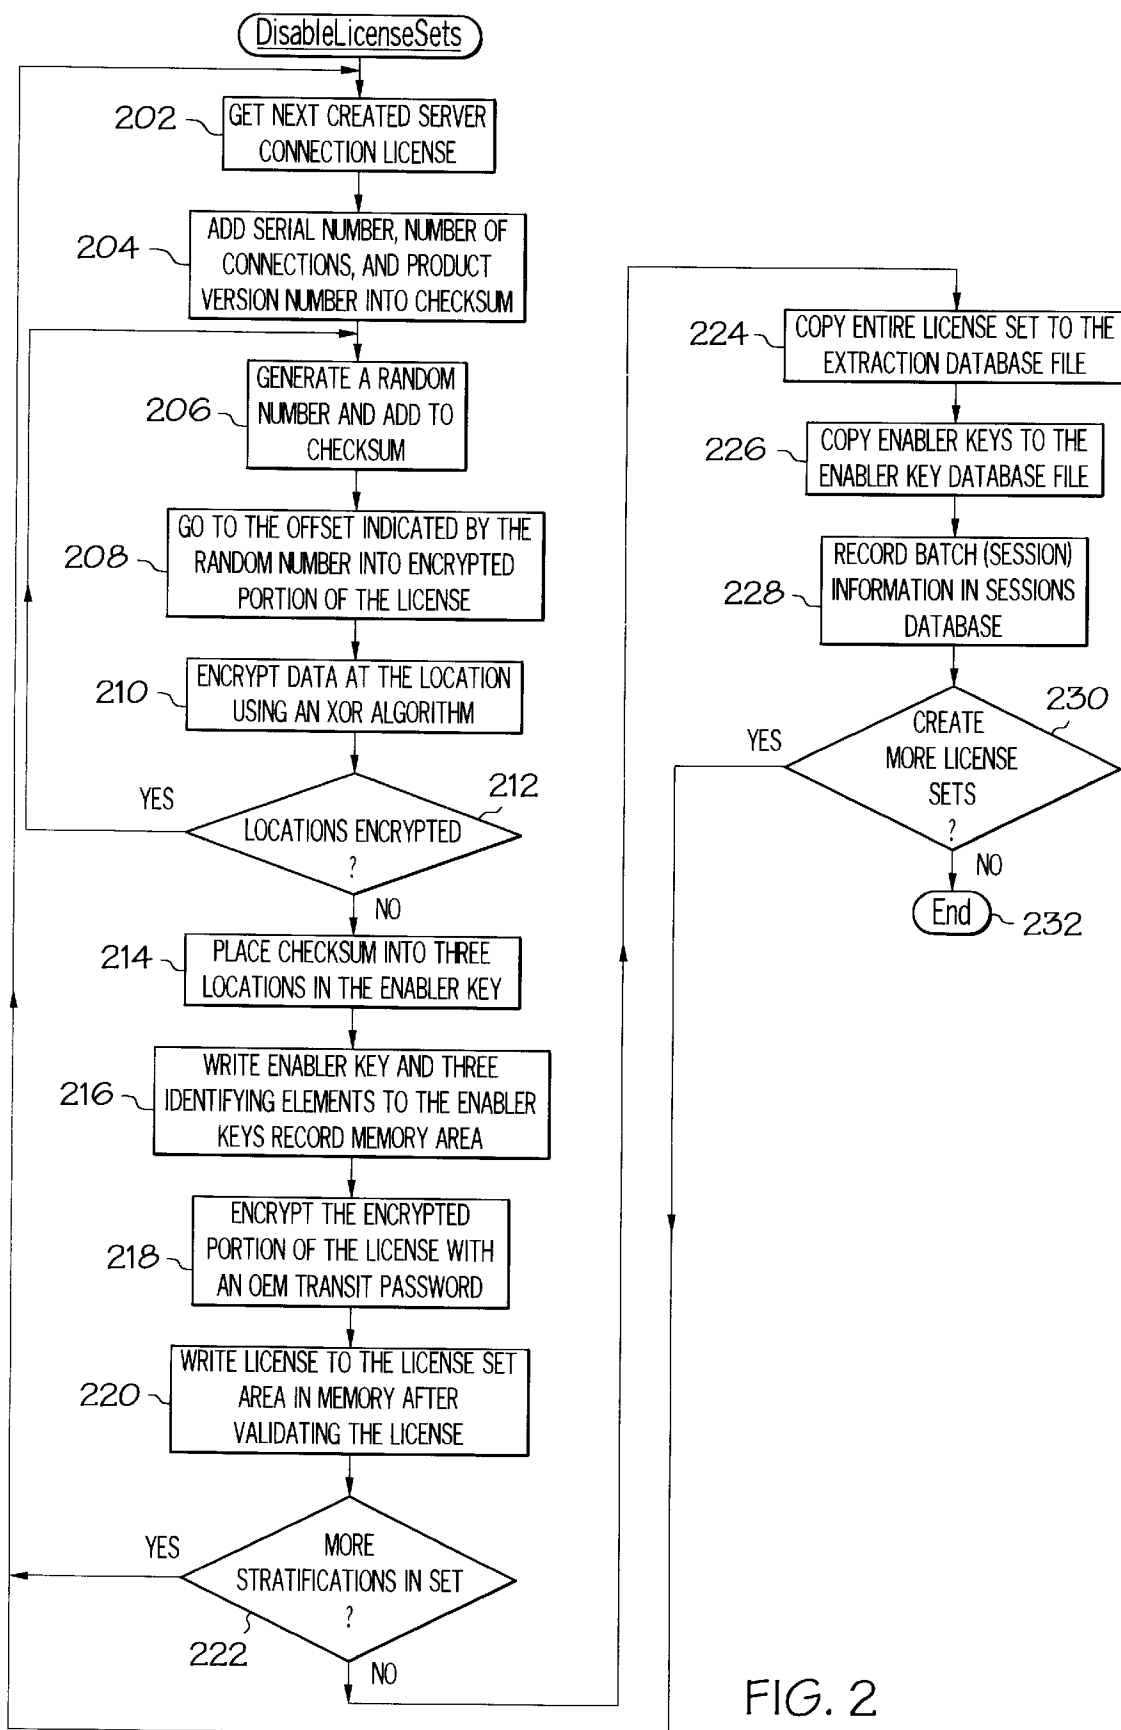 DisableLicenseSets
202
GET NEXT CREATED SERVER
CONNECTION LICENSE
204
ADD SERIAL NUMBER, NUMBER OF
CONNECTIONS, AND PRODUCT
VERSION NUMBER INTO CHECKSUM
206
GENERATE A RANDOM
NUMBER AND ADD TO
CHECKSUM
208
GO TO THE OFFSET INDICATED BY THE
RANDOM NUMBER INTO ENCRYPTED
PORTION OF THE LICENSE
210
ENCRYPT DATA AT THE LOCATION
USING AN XOR ALGORITHM
212
YES
LOCATIONS ENCRYPTED
?
NO
214
PLACE CHECKSUM INTO THREE
LOCATIONS IN THE ENABLER KEY
216
WRITE ENABLER KEY AND THREE
IDENTIFYING ELEMENTS TO THE ENABLER
KEYS RECORD MEMORY AREA
218
ENCRYPT THE ENCRYPTED
PORTION OF THE LICENSE WITH
AN OEM TRANSIT PASSWORD
220
WRITE LICENSE TO THE LICENSE SET
AREA IN MEMORY AFTER
VALIDATING THE LICENSE
YES
MORE
STRATIFICATIONS IN SET
?
222
NO
224
COPY ENTIRE LICENSE SET TO THE
EXTRACTION DATABASE FILE
226
COPY ENABLER KEYS TO THE
ENABLER KEY DATABASE FILE
228
RECORD BATCH (SESSION)
INFORMATION IN SESSIONS
DATABASE
230
YES
CREATE
MORE LICENSE
SETS
?
NO
End
232
FIG. 2